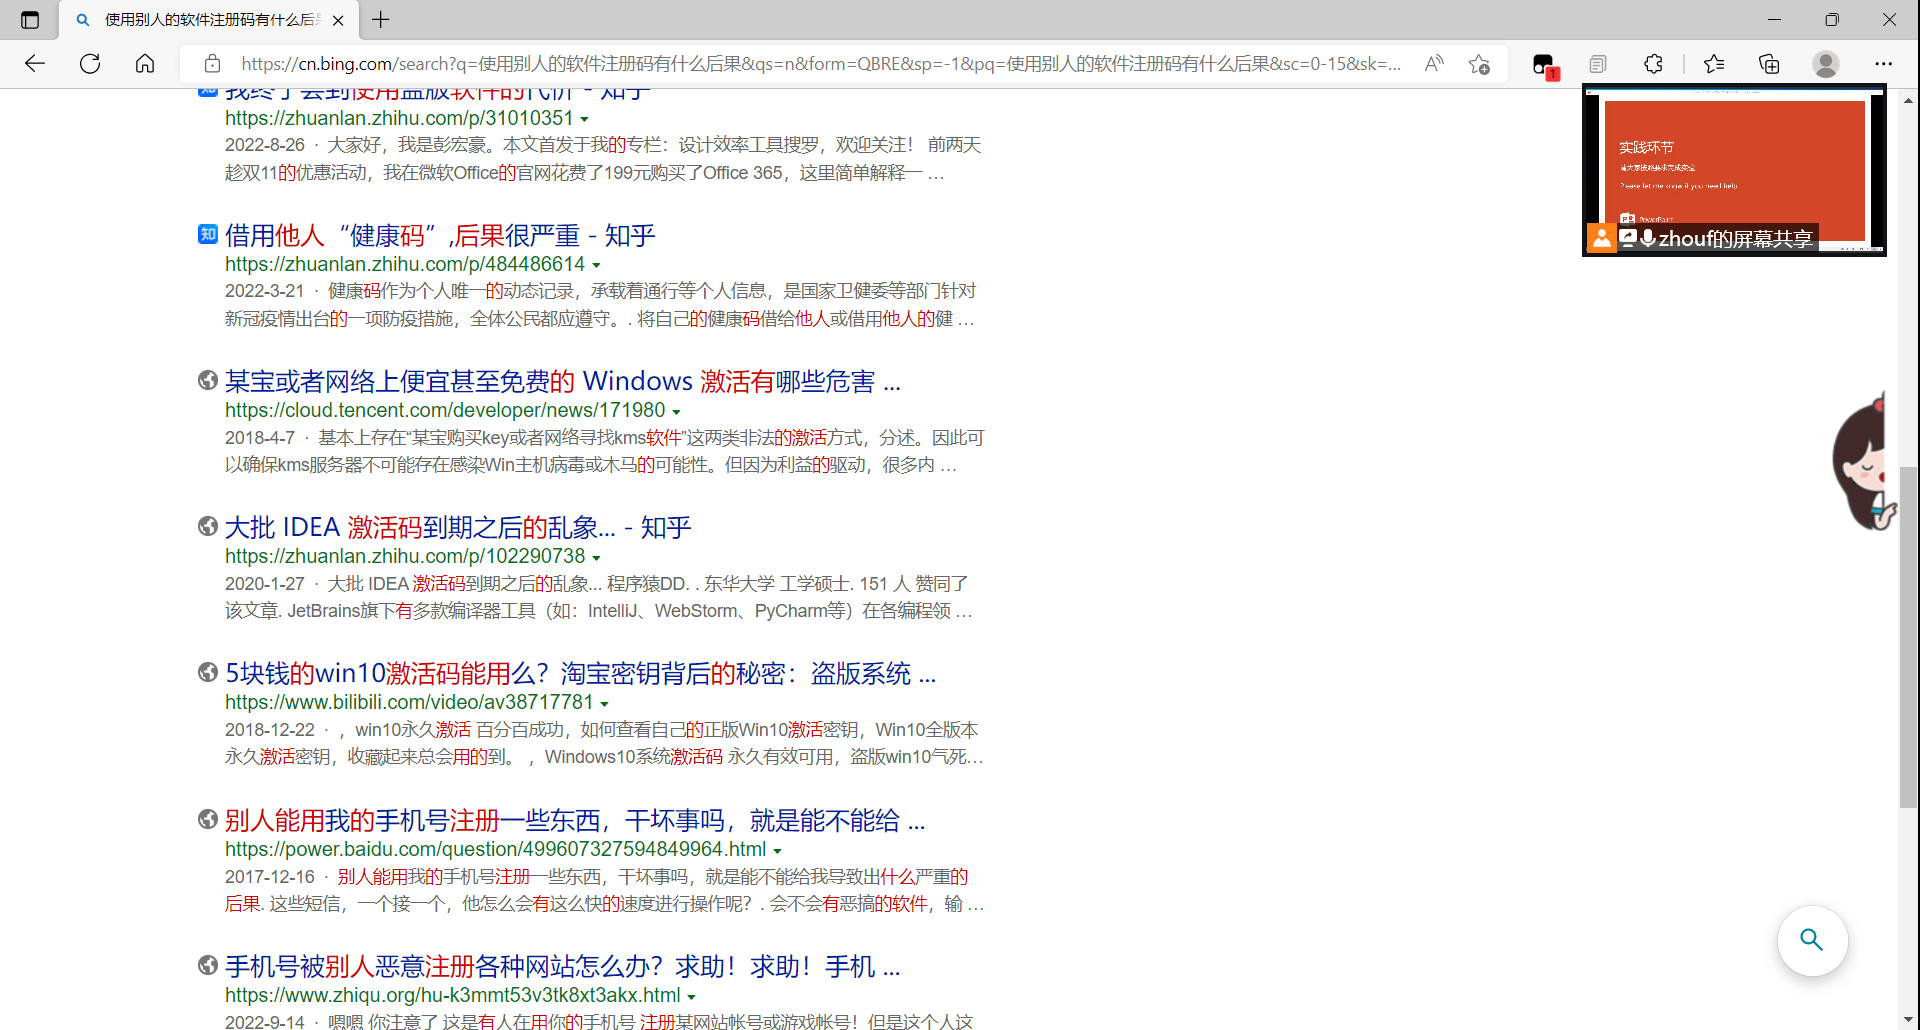 使用别人的软件注册码有什么后
https://cn.bing.com/search?q=使用别人的软件注册码有什么后果&qs=n&form=QBRE&sp=-1&pq=使用别人的软件注册码有什么后果&sc=0-15&sk=...
1
我终于尝到使用盗版软件的代价 - 知乎
https://zhuanlan.zhihu.com/p/31010351
2022-8-26 · 大家好，我是彭宏豪。本文首发于我的专栏：设计效率工具搜罗，欢迎关注！ 前两天
趁双11的优惠活动，我在微软Office的官网花费了199元购买了Office 365，这里简单解释一 ...
知 借用他人“健康码”,后果很严重 - 知乎
https://zhuanlan.zhihu.com/p/484486614
2022-3-21 · 健康码作为个人唯一的动态记录，承载着通行等个人信息，是国家卫健委等部门针对
新冠疫情出台的一项防疫措施，全体公民都应遵守。. 将自己的健康码借给他人或借用他人的健 ...
某宝或者网络上便宜甚至免费的 Windows 激活有哪些危害 ...
https://cloud.tencent.com/developer/news/171980
2018-4-7 · 基本上存在“某宝购买key或者网络寻找kms软件”这两类非法的激活方式，分述。因此可
以确保kms服务器不可能存在感染Win主机病毒或木马的可能性。但因为利益的驱动，很多内 ...
大批 IDEA 激活码到期之后的乱象... - 知乎
https://zhuanlan.zhihu.com/p/102290738
2020-1-27 · 大批 IDEA 激活码到期之后的乱象... 程序猿DD. . 东华大学 工学硕士. 151 人 赞同了
该文章. JetBrains旗下有多款编译器工具（如：IntelliJ、WebStorm、PyCharm等）在各编程领 ...
5块钱的win10激活码能用么？淘宝密钥背后的秘密：盗版系统 ...
https://www.bilibili.com/video/av38717781
2018-12-22 · ，win10永久激活 百分百成功，如何查看自己的正版Win10激活密钥，Win10全版本
永久激活密钥，收藏起来总会用的到。 ，Windows10系统激活码 永久有效可用，盗版win10气死...
别人能用我的手机号注册一些东西，干坏事吗，就是能不能给 ...
https://power.baidu.com/question/499607327594849964.html
2017-12-16 · 别人能用我的手机号注册一些东西，干坏事吗，就是能不能给我导致出什么严重的
后果. 这些短信，一个接一个，他怎么会有这么快的速度进行操作呢？. 会不会有恶搞的软件，输 ...
手机号被别人恶意注册各种网站怎么办？求助！求助！手机 ...
https://www.zhiqu.org/hu-k3mmt53v3tk8xt3akx.html
2022-9-14 · 嗯嗯 你注意了 这是有人在用你的手机号 注册某网站帐号或游戏帐号！但是这个人这
实践环节
请大家按照要求完成实验
Please let me know if you need help
PowerPoint
zhouf的屏幕共享